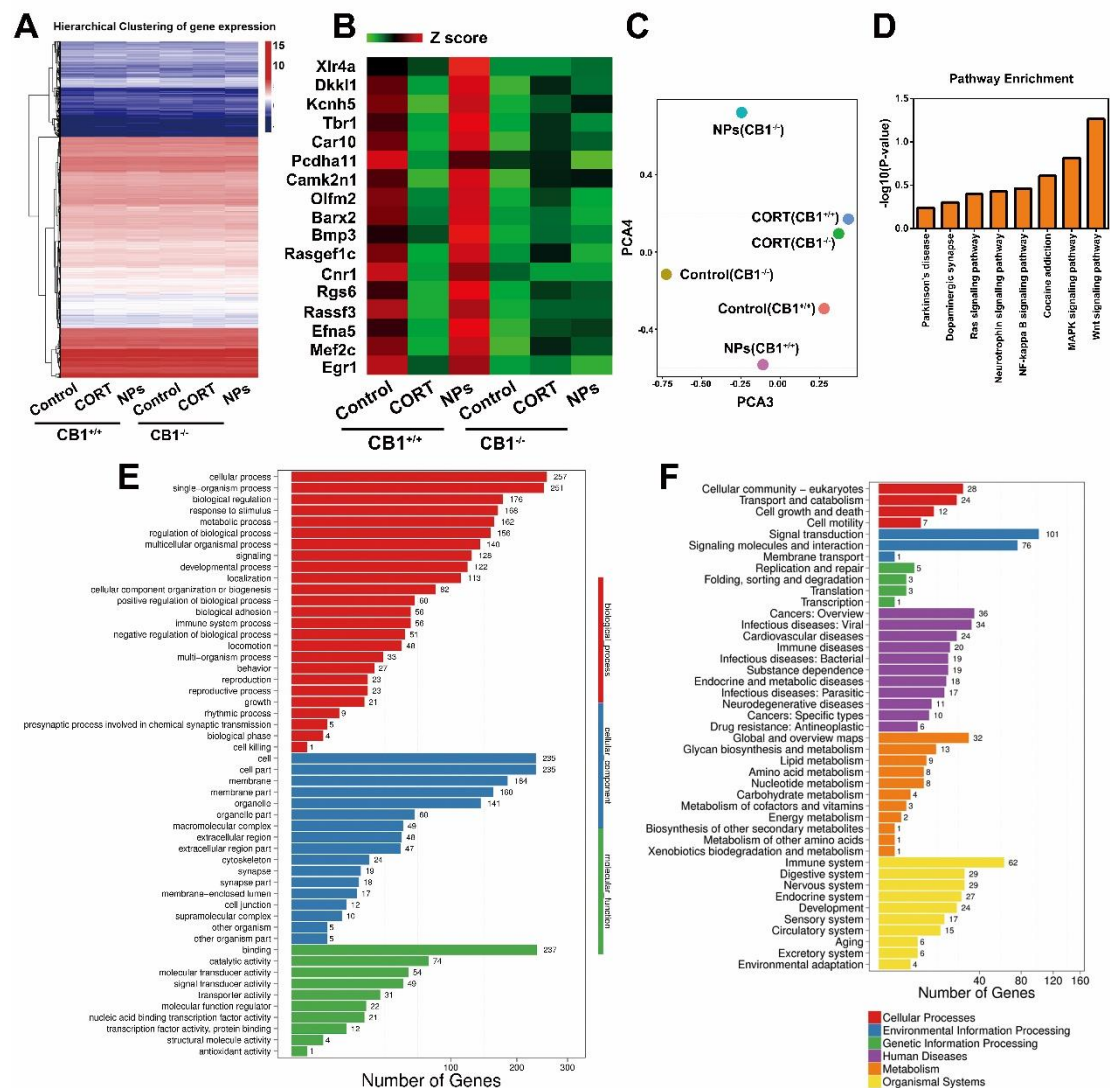 A
Hierarchical Clustering of gene expression
15
10
Control
CORT
NPs
Control
CORT
NPs
CB1+/+
CB1-/-
B
Z score
Xlr4a
Dkkl1
Kcnh5
Tbr1
Car10
Pcdha11
Camk2n1
Olfm2
Barx2
Bmp3
Rasgef1c
Cnr1
Rgs6
Rassf3
Efna5
Mef2c
Egr1
Control
CORT
NPs
Control
CORT
NPs
CB1+/+
CB1-/-
C
NPs(CB1-/-)
CORT(CB1+/+)
CORT(CB1-/-)
Control(CB1-/-)
Control(CB1+/+)
NPs(CB1+/+)
0.4
0.0
-0.4
PCA4
-0.75
-0.25
0.25
PCA3
D
Pathway Enrichment
1.5
1.0
0.5
0.0
-log10(P-value)
Parkinson's disease
Dopaminergic synapse
Ras signaling pathway
Neurotrophin signaling pathway
NF-kappa B signaling pathway
Cocaine addiction
MAPK signaling pathway
Wnt signaling pathway
E
cellular process 257
single-organism process 251
biological regulation 176
response to stimulus 168
metabolic process 162
regulation of biological process 156
multicellular organismal process 140
signaling 128
developmental process 122
localization 113
cellular component organization or biogenesis 82
positive regulation of biological process 60
biological adhesion 56
immune system process 56
negative regulation of biological process 51
locomotion 48
multi-organism process 33
behavior 27
reproduction 23
reproductive process 23
growth 21
rhythmic process 9
presynaptic process involved in chemical synaptic transmission 5
biological phase 4
cell killing 1
cell 235
cell part 235
membrane 184
membrane part 160
organelle 141
organelle part 60
macromolecular complex 49
extracellular region 48
extracellular region part 47
cytoskeleton 24
synapse 19
synapse part 18
membrane-enclosed lumen 17
cell junction 12
supramolecular complex 10
other organism 5
other organism part 5
binding 237
catalytic activity 74
molecular transducer activity 54
signal transducer activity 49
transporter activity 31
molecular function regulator 22
nucleic acid binding transcription factor activity 21
transcription factor activity, protein binding 12
structural molecule activity 4
antioxidant activity 1
biological_process
cellular_component
molecular_function
100 200 300
Number of Genes
F
Cellular community - eukaryotes 28
Transport and catabolism 24
Cell growth and death 12
Cell motility 7
Signal transduction 101
Signaling molecules and interaction 76
Membrane transport 1
Replication and repair 5
Folding, sorting and degradation 3
Translation 3
Transcription 1
Cancers: Overview 36
Infectious diseases: Viral 34
Cardiovascular diseases 24
Immune diseases 20
Infectious diseases: Bacterial 19
Substance dependence 19
Endocrine and metabolic diseases 18
Infectious diseases: Parasitic 17
Neurodegenerative diseases 11
Cancers: Specific types 10
Drug resistance: Antineoplastic 6
Global and overview maps 32
Glycan biosynthesis and metabolism 13
Lipid metabolism 9
Amino acid metabolism 8
Nucleotide metabolism 8
Carbohydrate metabolism 4
Metabolism of cofactors and vitamins 3
Energy metabolism 2
Biosynthesis of other secondary metabolites 1
Metabolism of other amino acids 1
Xenobiotics biodegradation and metabolism 1
Immune system 62
Digestive system 29
Nervous system 29
Endocrine system 27
Development 24
Sensory system 17
Circulatory system 15
Aging 6
Excretory system 6
Environmental adaptation 4
40 80 120 160
Number of Genes
Cellular Processes
Environmental Information Processing
Genetic Information Processing
Human Diseases
Metabolism
Organismal Systems